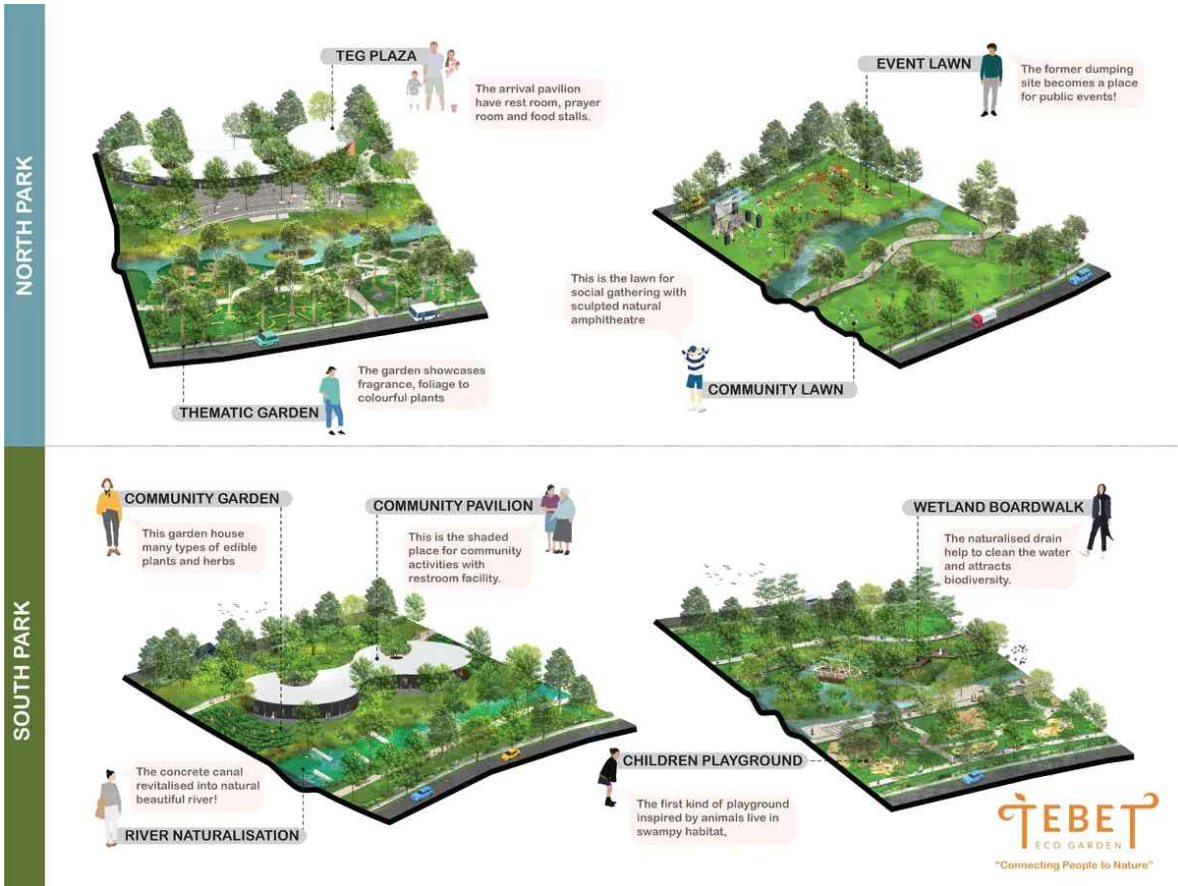 NORTH PARK
TEG PLAZA
The arrival pavilion
have rest room, prayer
room and food stalls.
EVENT LAWN
The former dumping
site becomes a place
for public events!
This is the lawn for
social gathering with
sculpted natural
amphitheatre
COMMUNITY LAWN
The garden showcases
fragrance, foliage to
colourful plants
THEMATIC GARDEN
SOUTH PARK
COMMUNITY GARDEN
This garden house
many types of edible
plants and herbs
COMMUNITY PAVILION
This is the shaded
place for community
activities with
restroom facility.
WETLAND BOARDWALK
The naturalised drain
help to clean the water
and attracts
biodiversity.
The concrete canal
revitalised into natural
beautiful river!
RIVER NATURALISATION
CHILDREN PLAYGROUND
The first kind of playground
inspired by animals live in
swampy habitat,
TEBET
ECO GARDEN
"Connecting People to Nature"